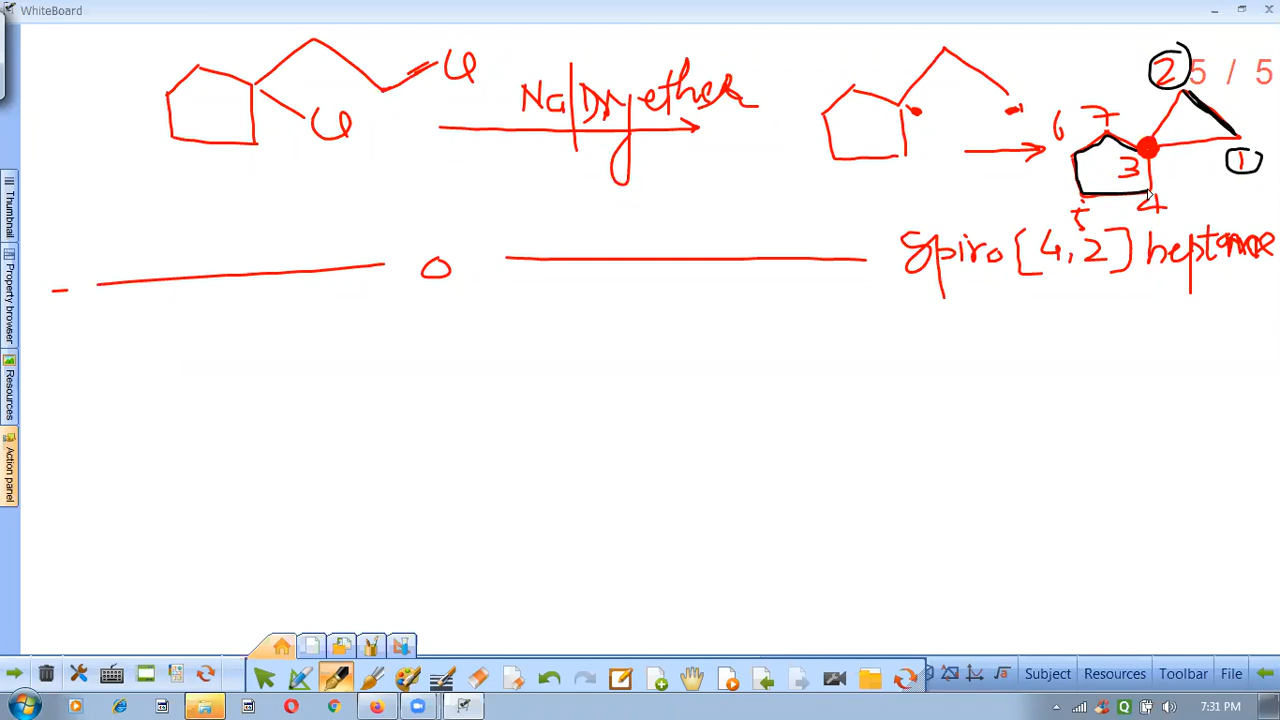 WhiteBoard
Cl
Cl
Na/Dry ether
2
5 / 5
1
6
7
3
5
4
Spiro [4,2] heptane
Thumbnail
Property browser
Resources
Action panel
Subject
Resources
Toolbar
File
7:31 PM